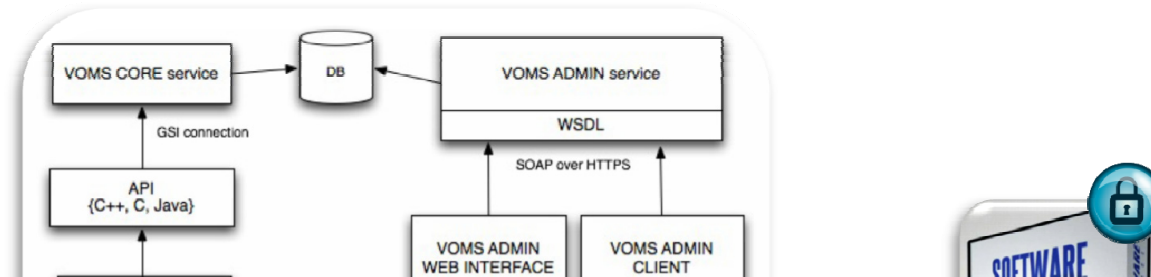 VOMS CORE service
DB
VOMS ADMIN service
WSDL
GSI connection
SOAP over HTTPS
API
{C++, C, Java}
VOMS ADMIN
WEB INTERFACE
VOMS ADMIN
CLIENT
SOFTWARE